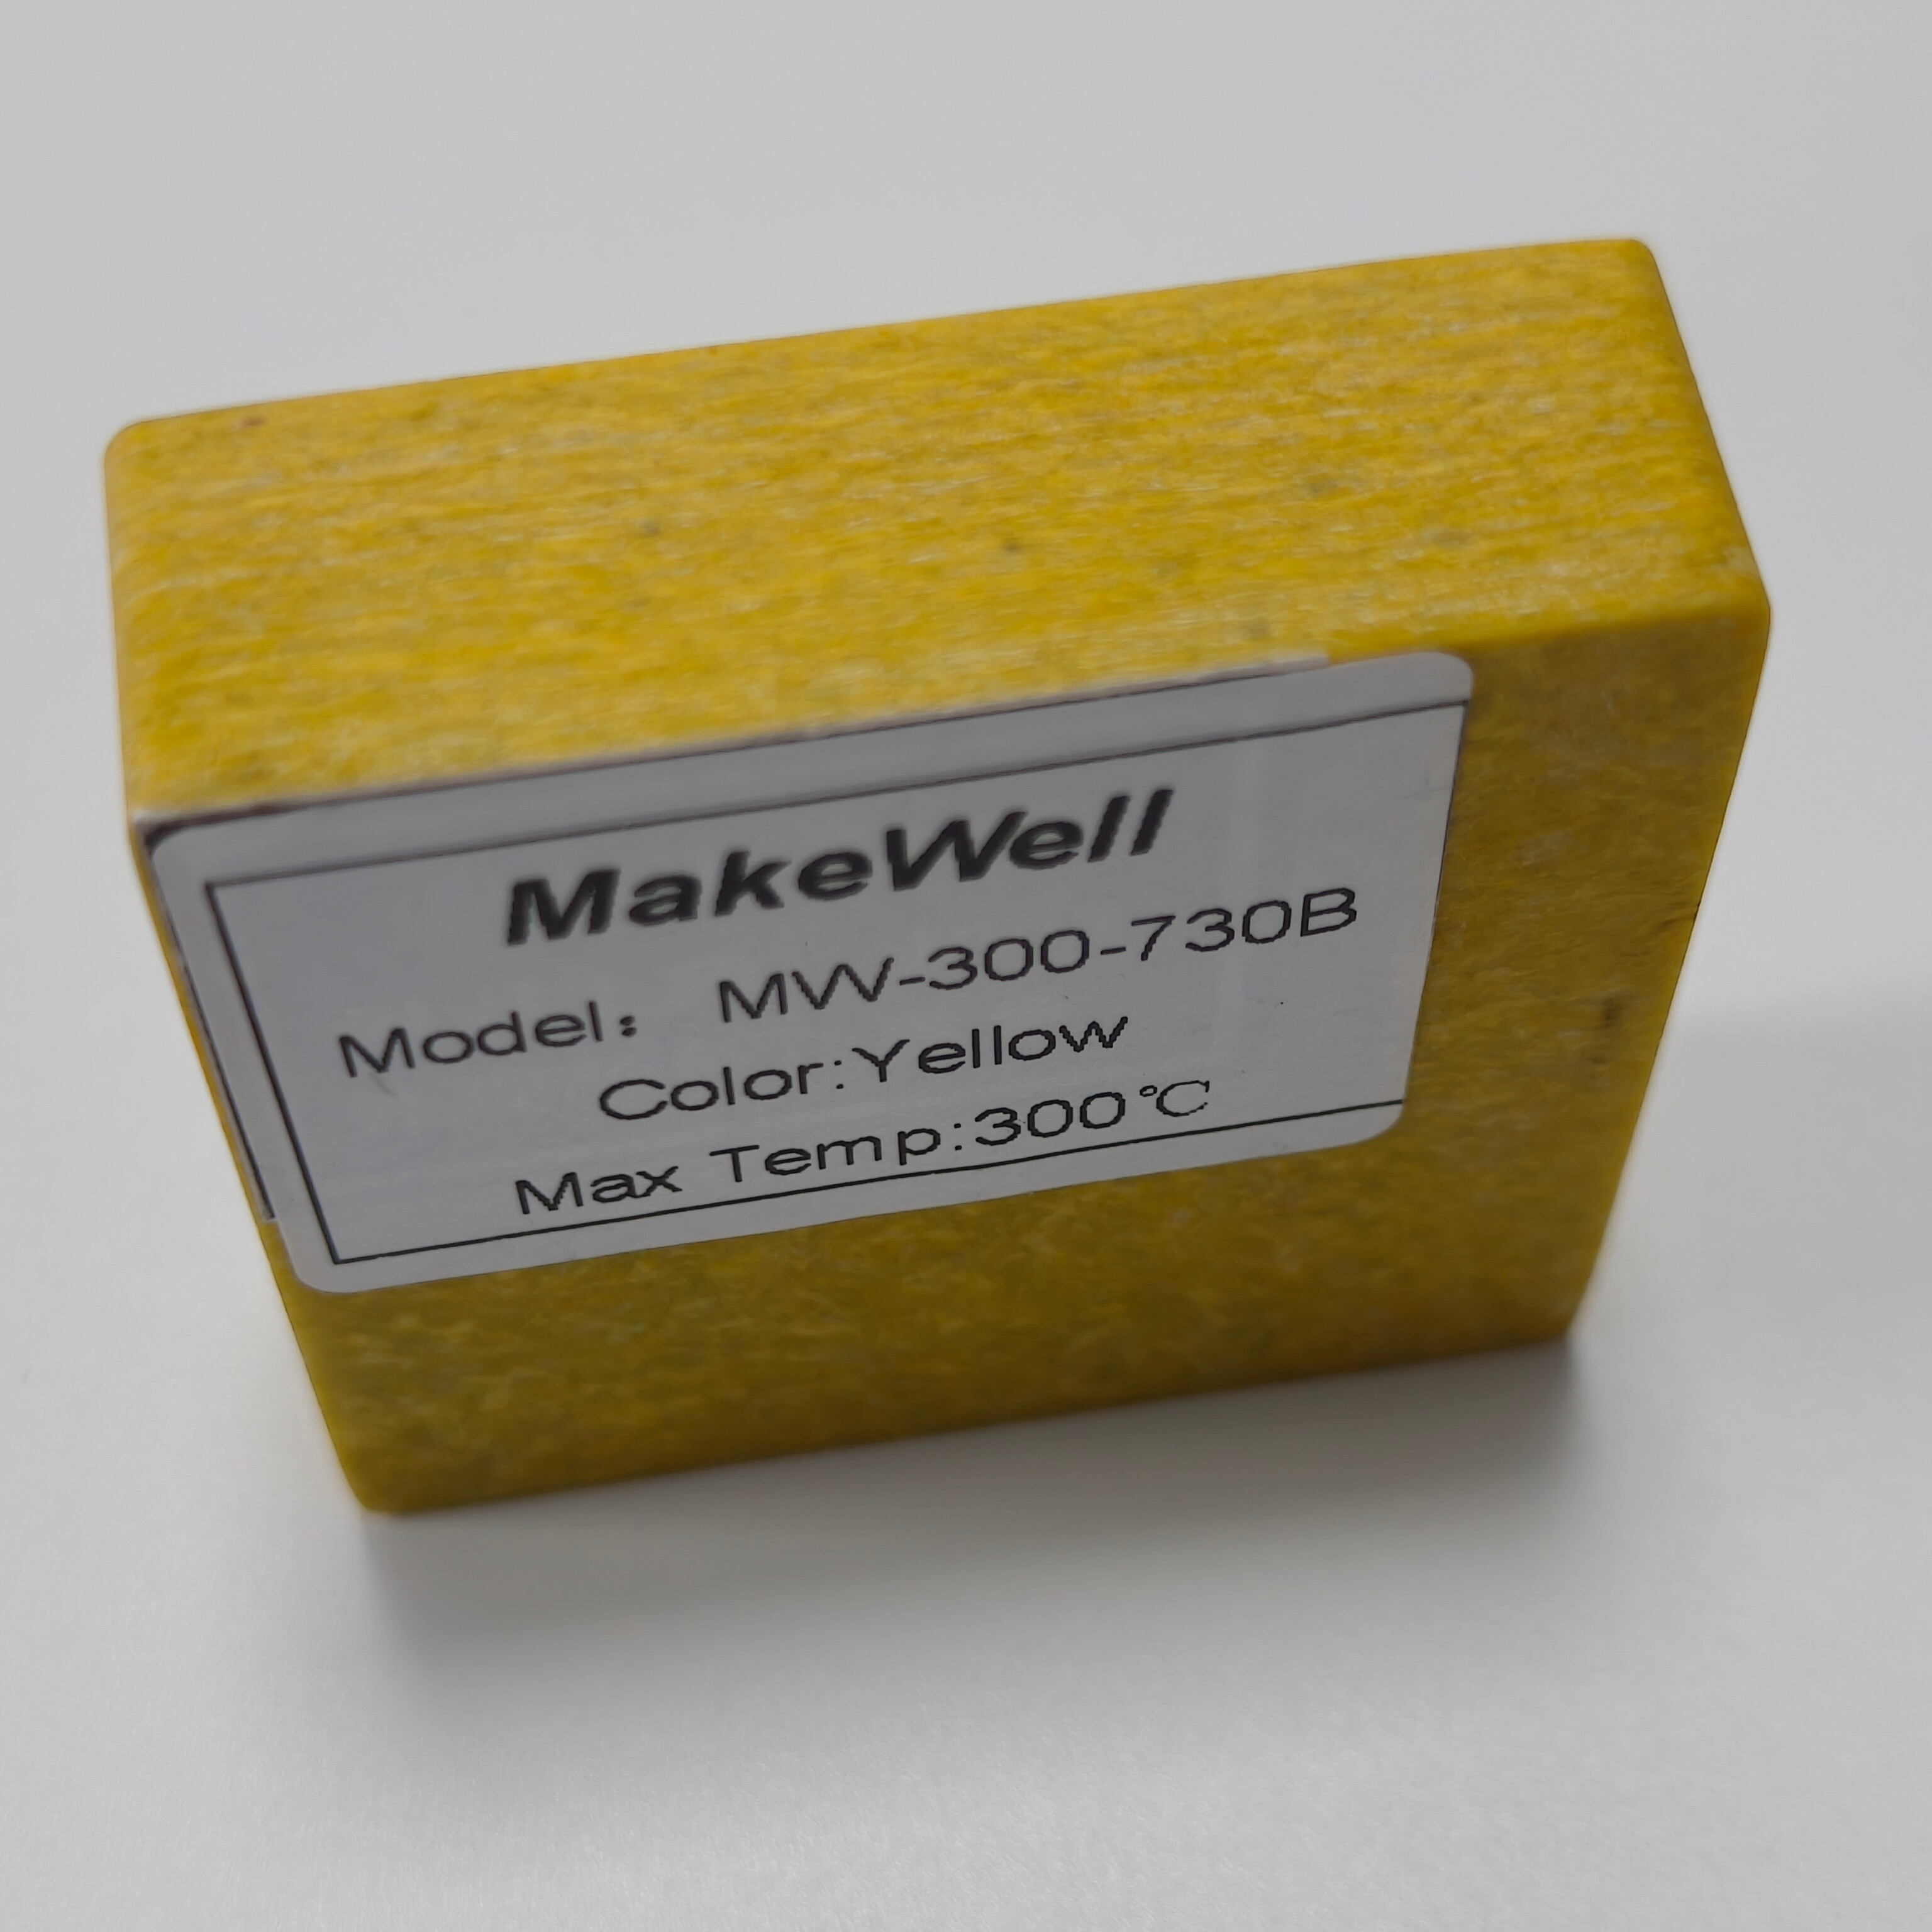 MakeWell
Model： MW-300-730B
Color:Yellow
Max Temp:300℃